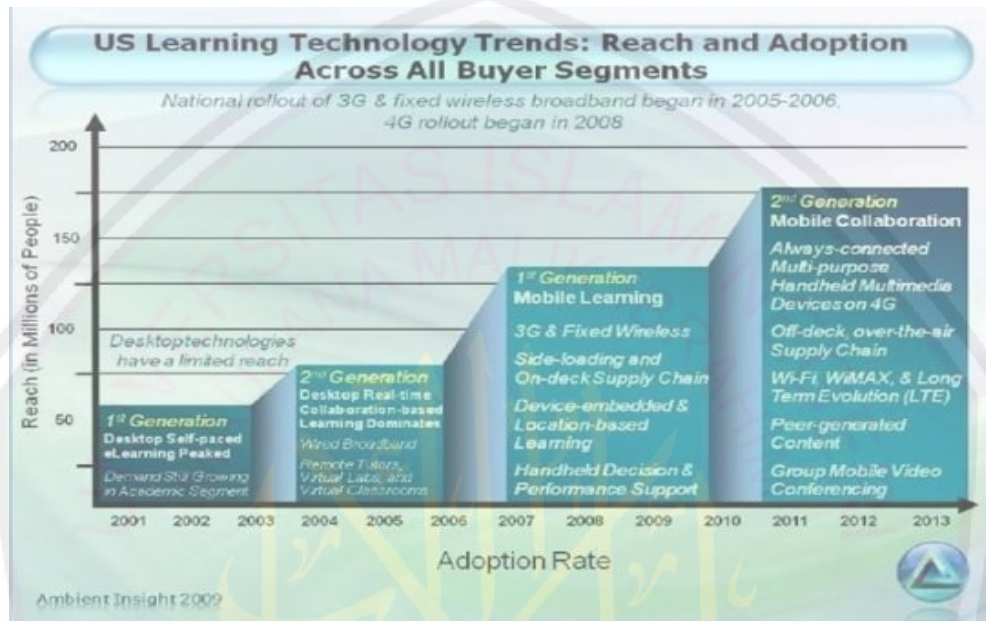 US Learning Technology Trends: Reach and Adoption
Across All Buyer Segments
National rollout of 3G & fixed wireless broadband began in 2005-2006,
4G rollout began in 2008
Reach (in Millions of People)
200
150
100
50
Desktop technologies
have a limited reach
1st Generation
Desktop Self-paced
eLearning Peaked
Demand Still Growing
in Academic Segment
2nd Generation
Desktop Real-time
Collaboration-based
Learning Dominates
Wired Broadband
Remote Tutors,
Virtual Labs, and
Virtual Classrooms
1st Generation
Mobile Learning
3G & Fixed Wireless
Side-loading and
On-deck Supply Chain
Device-embedded &
Location-based
Learning
Handheld Decision &
Performance Support
2nd Generation
Mobile Collaboration
Always-connected
Multi-purpose
Handheld Multimedia
Devices on 4G
Off-deck, over-the-air
Supply Chain
Wi-Fi, WiMAX, & Long
Term Evolution (LTE)
Peer-generated
Content
Group Mobile Video
Conferencing
2001 2002 2003 2004 2005 2006 2007 2008 2009 2010 2011 2012 2013
Adoption Rate
Ambient Insight 2009